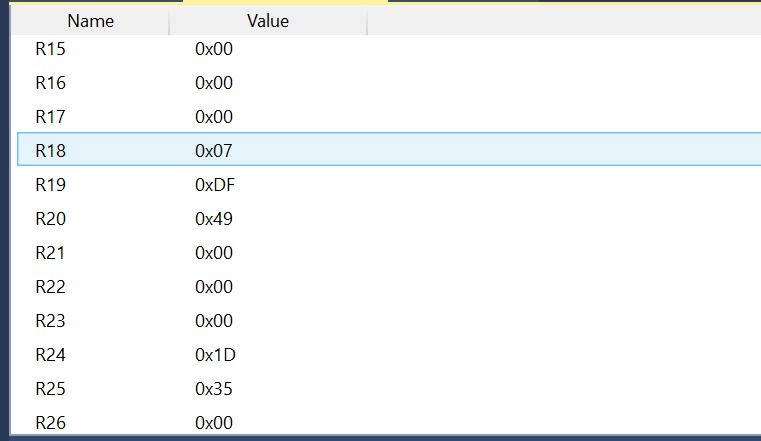 Name Value
R15 0x00
R16 0x00
R17 0x00
R18 0x07
R19 0xDF
R20 0x49
R21 0x00
R22 0x00
R23 0x00
R24 0x1D
R25 0x35
R26 0x00